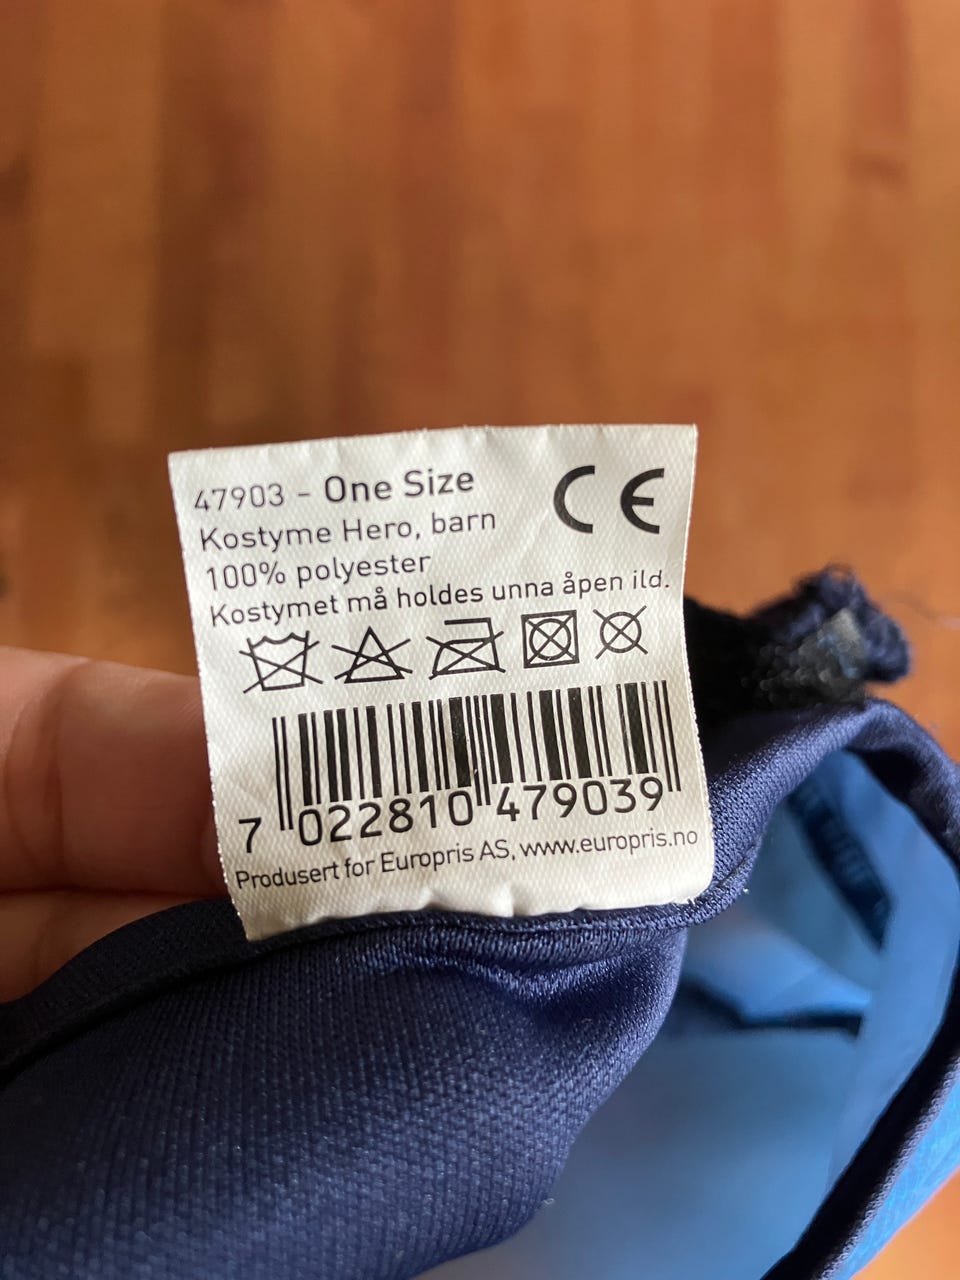 47903 - One Size
CE
Kostyme Hero, barn
100% polyester
Kostymet må holdes unna åpen ild.
7 022810 479039
Produsert for Europris AS, www.europris.no